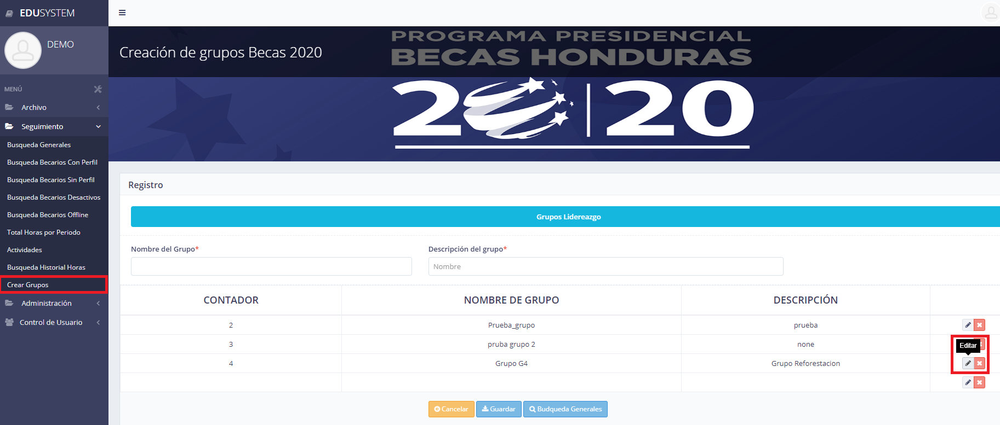 EDUSYSTEM
DEMO
MENÚ
Archivo
Seguimiento
Busqueda Generales
Busqueda Becarios Con Perfil
Busqueda Becarios Sin Perfil
Busqueda Becarios Desactivos
Busqueda Becarios Offline
Total Horas por Periodo
Actividades
Busqueda Historial Horas
Crear Grupos
Administración
Control de Usuario
PROGRAMA PRESIDENCIAL
Creación de grupos Becas 2020
BECAS HONDURAS
20|20
Registro
Grupos Lidereazgo
Nombre del Grupo* Descripción del grupo*
Nombre
CONTADOR NOMBRE DE GRUPO DESCRIPCIÓN
2 Prueba_grupo prueba
3 pruba grupo 2 none
Editar
4 Grupo G4 Grupo Reforestacion
Cancelar Guardar Budqueda Generales